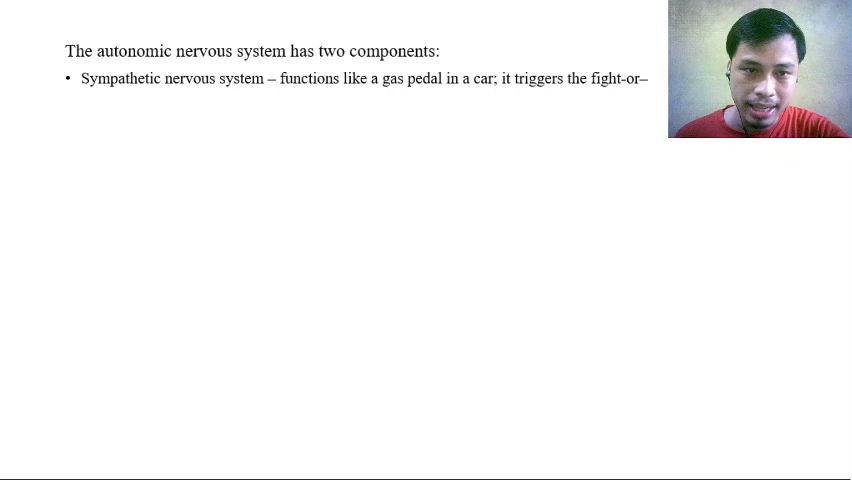 The autonomic nervous system has two components:
• Sympathetic nervous system – functions like a gas pedal in a car; it triggers the fight-or–